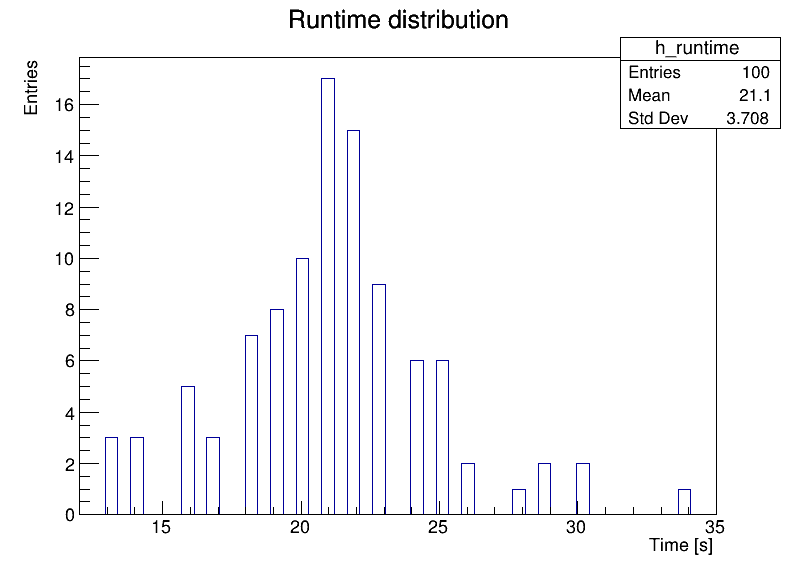 Runtime distribution
h_runtime
Entries 100
Mean 21.1
Std Dev 3.708
Entries
16
14
12
10
8
6
4
2
0
15 20 25 30 35
Time [s]